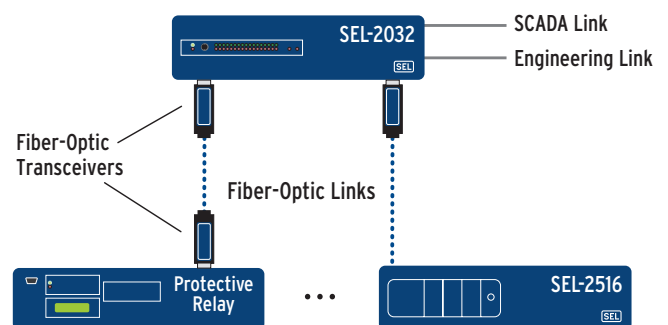 SEL-2032
SEL
SCADA Link
Engineering Link
Fiber-Optic
Transceivers
Fiber-Optic Links
Protective
Relay
...
SEL-2516
SEL